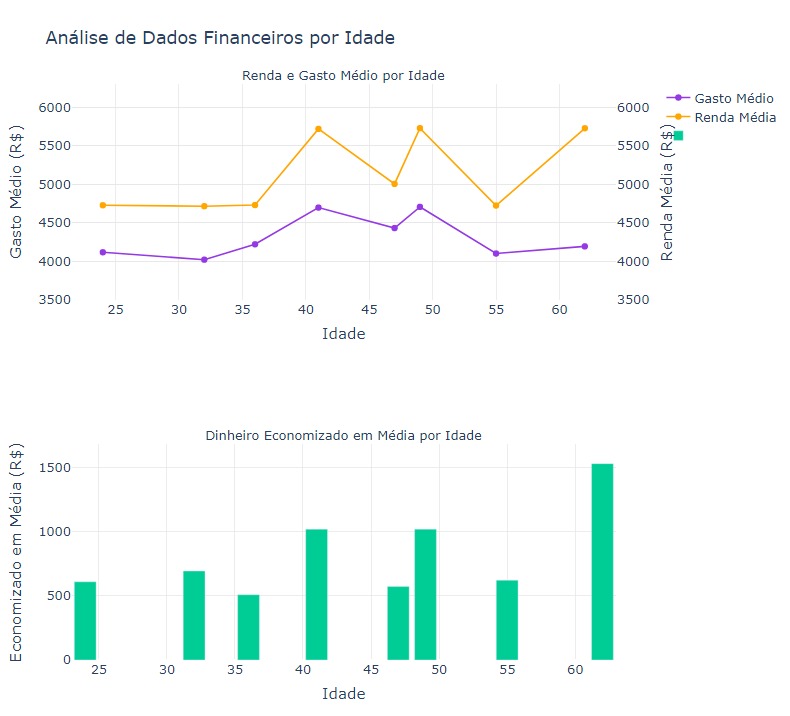 Análise de Dados Financeiros por Idade
Renda e Gasto Médio por Idade
Gasto Médio
Renda Média
Gasto Médio (R$)
6000
5500
5000
4500
4000
3500
6000
5500
5000
4500
4000
3500
Renda Média (R$)
25 30 35 40 45 50 55 60
Idade
Dinheiro Economizado em Média por Idade
Economizado em Média (R$)
1500
1000
500
0
25 30 35 40 45 50 55 60
Idade